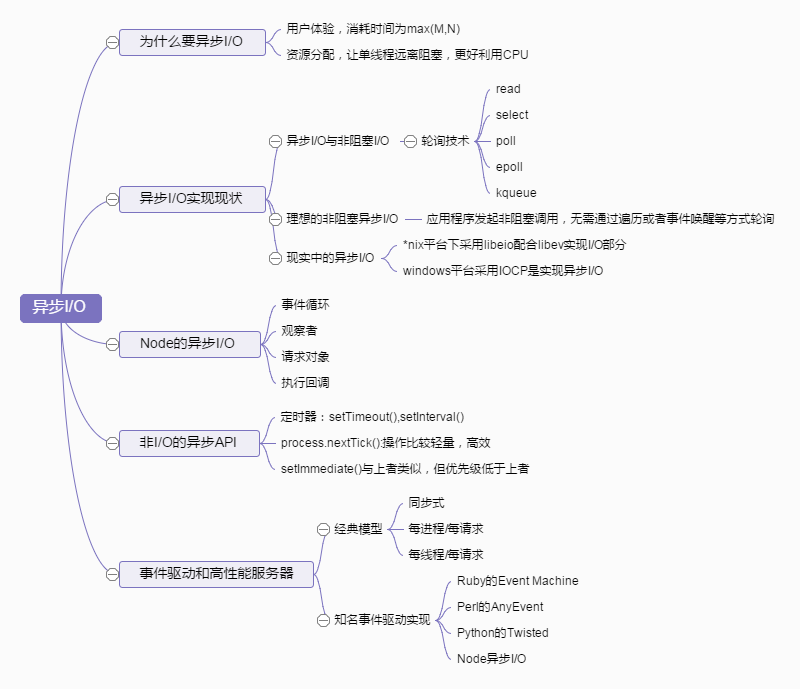 异步I/O
为什么要异步I/O
用户体验，消耗时间为max(M,N)
资源分配，让单线程远离阻塞，更好利用CPU
异步I/O实现现状
异步I/O与非阻塞I/O
轮询技术
read
select
poll
epoll
kqueue
理想的非阻塞异步I/O
应用程序发起非阻塞调用，无需通过遍历或者事件唤醒等方式轮询
现实中的异步I/O
*nix平台下采用libeio配合libev实现I/O部分
windows平台采用IOCP是实现异步I/O
Node的异步I/O
事件循环
观察者
请求对象
执行回调
非I/O的异步API
定时器：setTimeout(),setInterval()
process.nextTick():操作比较轻量，高效
setImmediate()与上者类似，但优先级低于上者
事件驱动和高性能服务器
经典模型
同步式
每进程/每请求
每线程/每请求
知名事件驱动实现
Ruby的Event Machine
Perl的AnyEvent
Python的Twisted
Node异步I/O